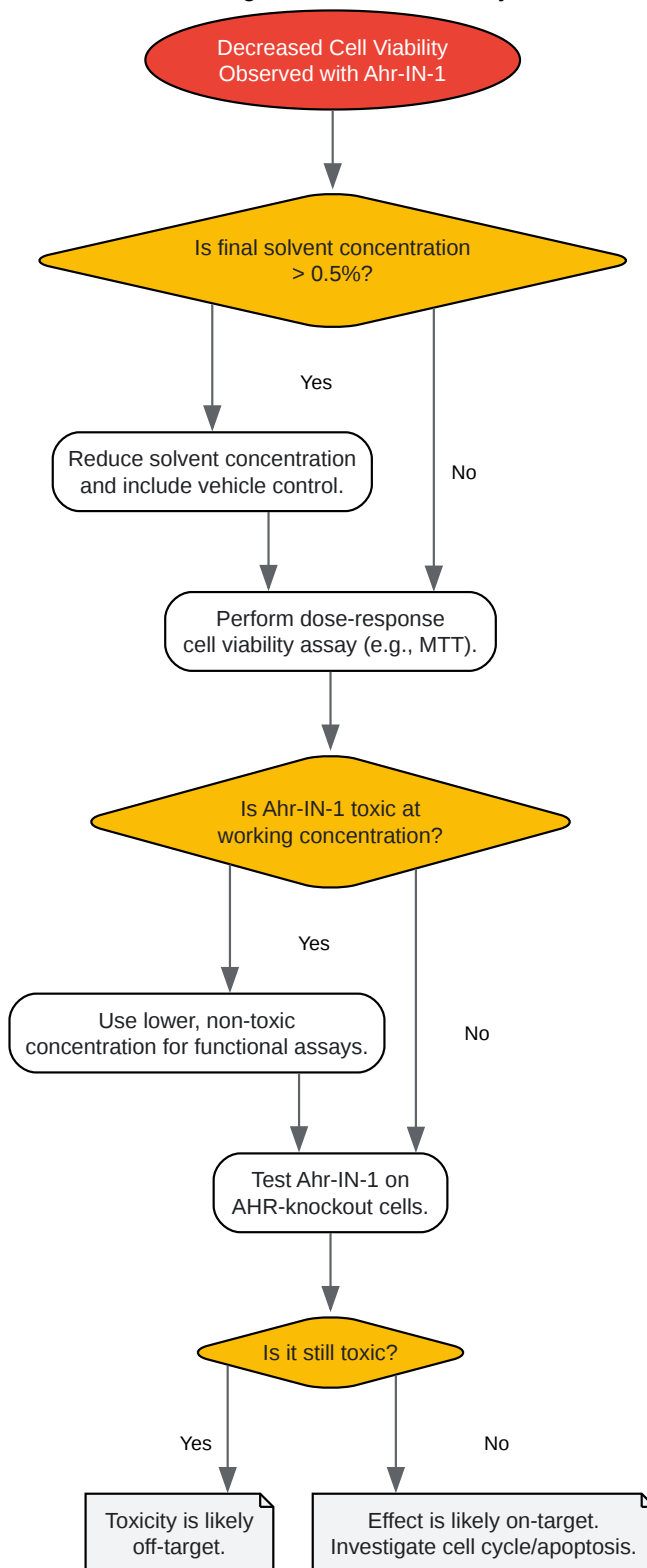 Decreased Cell Viability
Observed with Ahr-IN-1
Is final solvent concentration
> 0.5%?
Yes
Reduce solvent concentration
and include vehicle control.
No
Perform dose-response
cell viability assay (e.g., MTT).
Is Ahr-IN-1 toxic at
working concentration?
Yes
Use lower, non-toxic
concentration for functional assays.
No
Test Ahr-IN-1 on
AHR-knockout cells.
Is it still toxic?
Yes
No
Toxicity is likely
off-target.
Effect is likely on-target.
Investigate cell cycle/apoptosis.